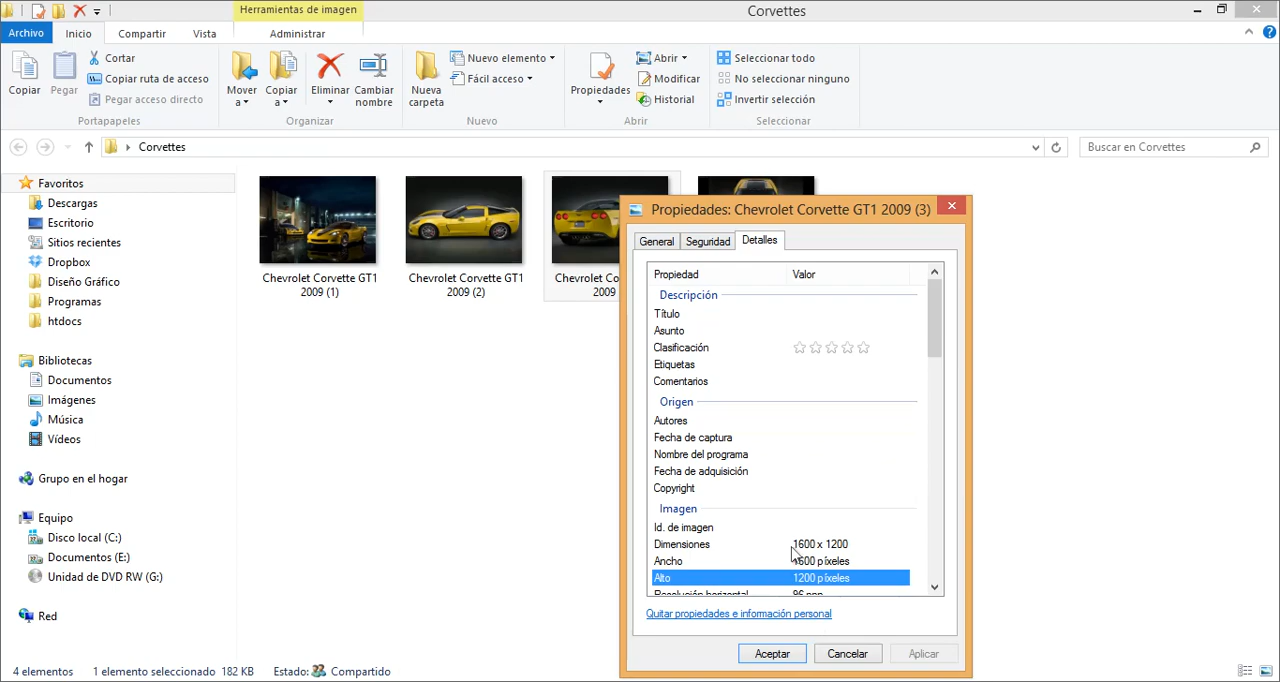 Herramientas de imagen
Corvettes
Archivo
Inicio
Compartir
Vista
Administrar
Copiar
Pegar
Cortar
Copiar ruta de acceso
Pegar acceso directo
Portapapeles
Mover
a
Copiar
a
Eliminar
Cambiar
nombre
Organizar
Nueva
carpeta
Nuevo elemento
Fácil acceso
Nuevo
Propiedades
Abrir
Modificar
Historial
Abrir
Seleccionar todo
No seleccionar ninguno
Invertir selección
Seleccionar
Corvettes
Buscar en Corvettes
Favoritos
Descargas
Escritorio
Sitios recientes
Dropbox
Diseño Gráfico
Programas
htdocs
Bibliotecas
Documentos
Imágenes
Música
Vídeos
Grupo en el hogar
Equipo
Disco local (C:)
Documentos (E:)
Unidad de DVD RW (G:)
Red
Chevrolet Corvette GT1
2009 (1)
Chevrolet Corvette GT1
2009 (2)
Chevrolet Co
2009
Propiedades: Chevrolet Corvette GT1 2009 (3)
General
Seguridad
Detalles
Propiedad Valor
Descripción
Título
Asunto
Clasificación
Etiquetas
Comentarios
Origen
Autores
Fecha de captura
Nombre del programa
Fecha de adquisición
Copyright
Imagen
Id. de imagen
Dimensiones 1600 x 1200
Ancho 1600 píxeles
Alto 1200 píxeles
Resolución horizontal 96 ppp
Quitar propiedades e información personal
Aceptar
Cancelar
Aplicar
4 elementos 1 elemento seleccionado 182 KB Estado: Compartido